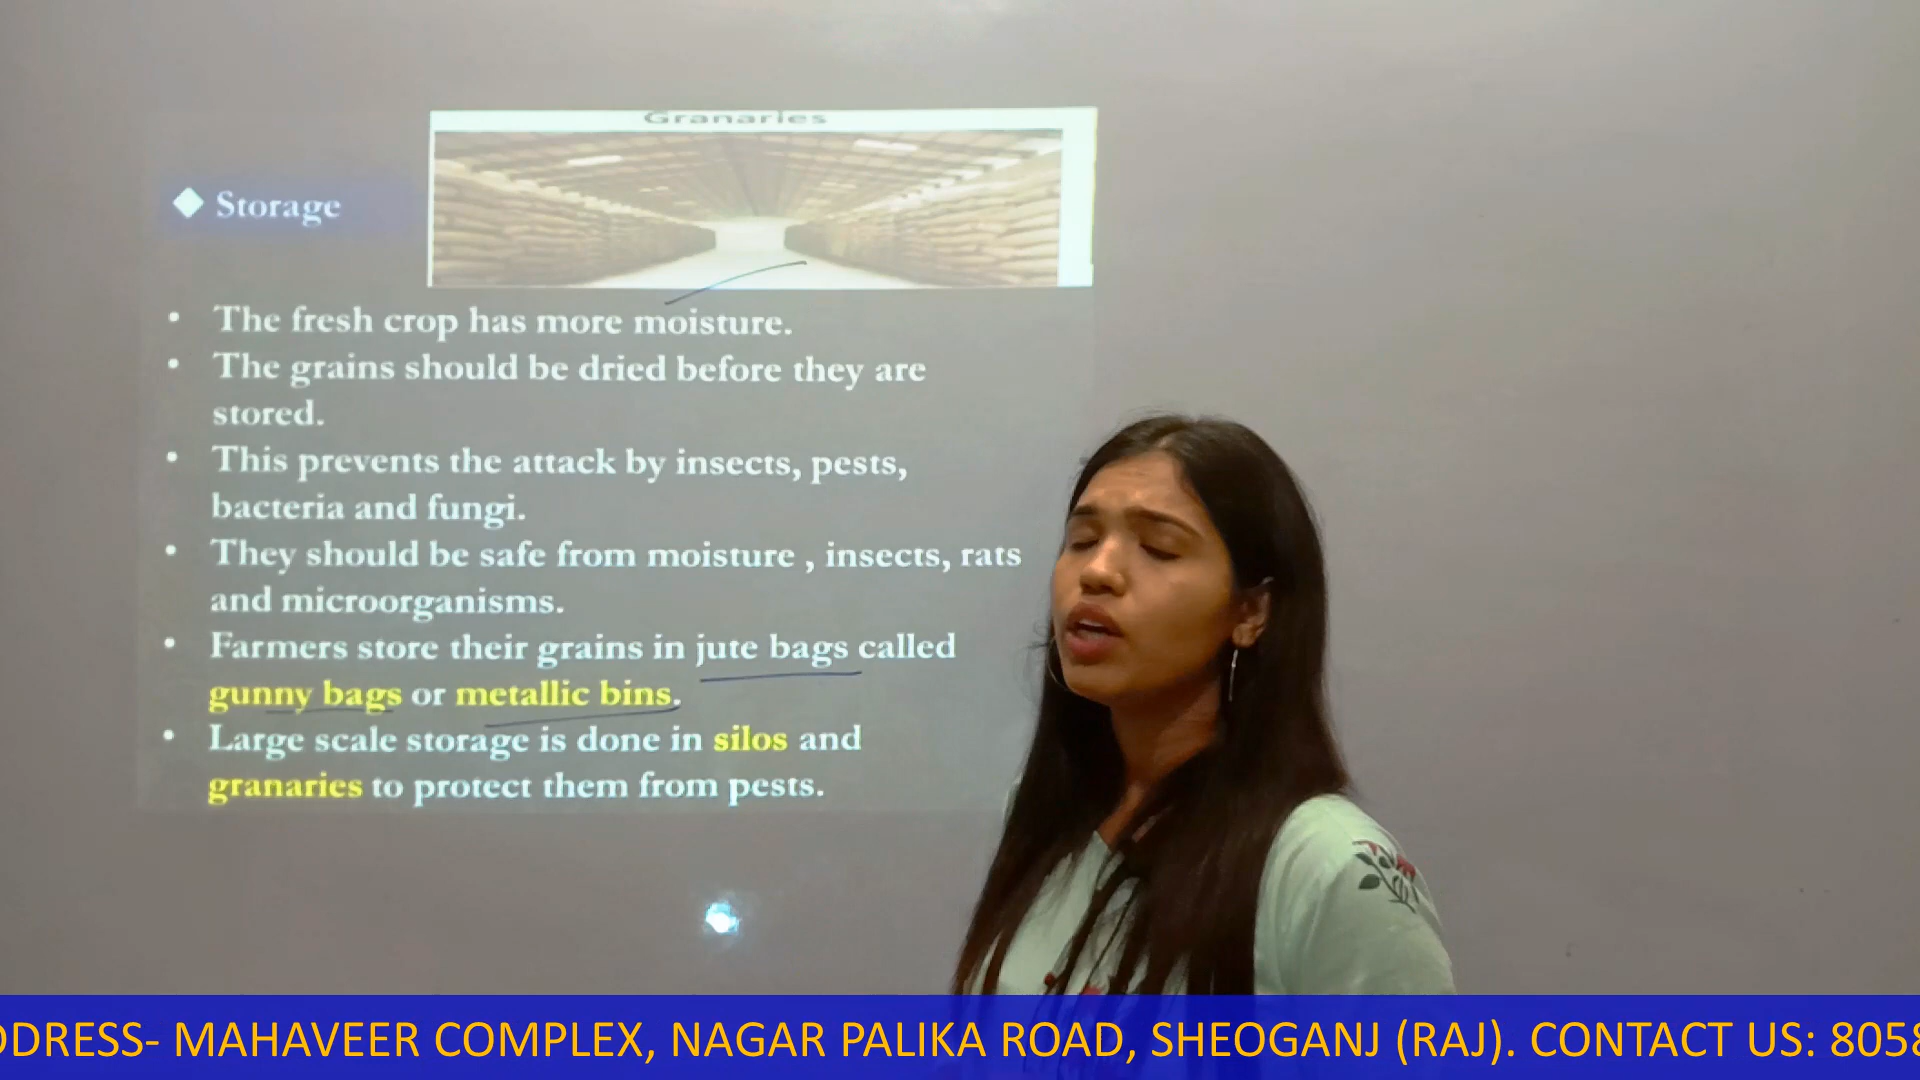 Granaries
Storage
• The fresh crop has more moisture.
• The grains should be dried before they are
stored.
• This prevents the attack by insects, pests,
bacteria and fungi.
• They should be safe from moisture , insects, rats
and microorganisms.
• Farmers store their grains in jute bags called
gunny bags or metallic bins.
• Large scale storage is done in silos and
granaries to protect them from pests.
DDRESS- MAHAVEER COMPLEX, NAGAR PALIKA ROAD, SHEOGANJ (RAJ). CONTACT US: 8058